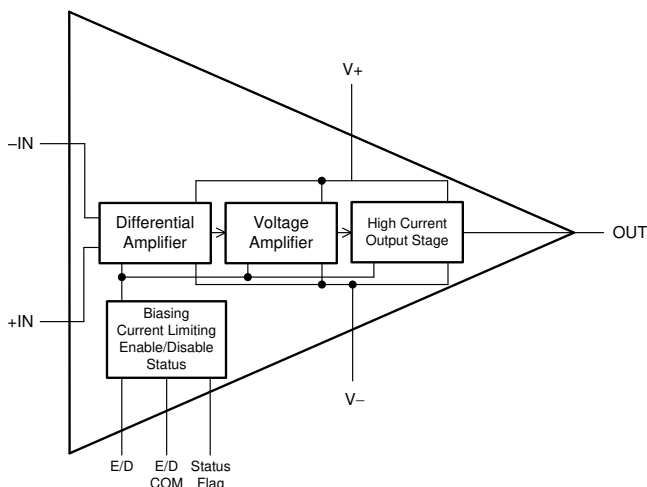 V+
–IN
Differential
Amplifier
Voltage
Amplifier
High Current
Output Stage
OUT
+IN
Biasing
Current Limiting
Enable/Disable
Status
V–
E/D
E/D
COM
Status
Flag